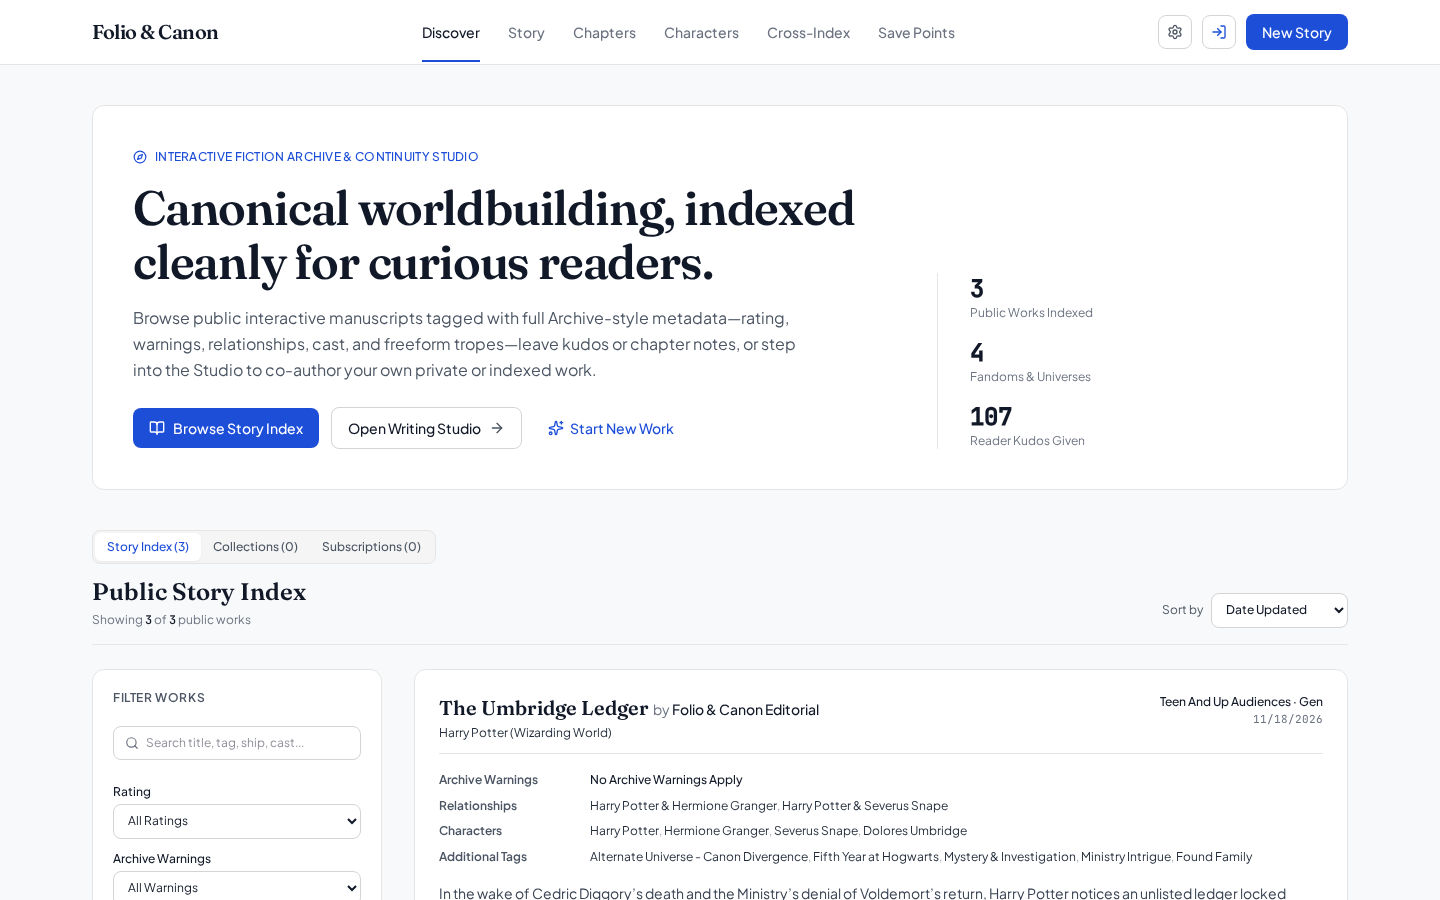 Folio & Canon
Discover
Story
Chapters
Characters
Cross-Index
Save Points
New Story
INTERACTIVE FICTION ARCHIVE & CONTINUITY STUDIO
Canonical worldbuilding, indexed
cleanly for curious readers.
Browse public interactive manuscripts tagged with full Archive-style metadata—rating,
warnings, relationships, cast, and freeform tropes—leave kudos or chapter notes, or step
into the Studio to co-author your own private or indexed work.
Browse Story Index
Open Writing Studio
Start New Work
3
Public Works Indexed
4
Fandoms & Universes
107
Reader Kudos Given
Story Index (3)
Collections (0)
Subscriptions (0)
Public Story Index
Showing 3 of 3 public works
Sort by
Date Updated
FILTER WORKS
Search title, tag, ship, cast...
Rating
All Ratings
Archive Warnings
All Warnings
The Umbridge Ledger by Folio & Canon Editorial
Harry Potter (Wizarding World)
Teen And Up Audiences · Gen
11/18/2026
Archive Warnings
No Archive Warnings Apply
Relationships
Harry Potter & Hermione Granger, Harry Potter & Severus Snape
Characters
Harry Potter, Hermione Granger, Severus Snape, Dolores Umbridge
Additional Tags
Alternate Universe - Canon Divergence, Fifth Year at Hogwarts, Mystery & Investigation, Ministry Intrigue, Found Family
In the wake of Cedric Diggory’s death and the Ministry’s denial of Voldemort’s return, Harry Potter notices an unlisted ledger locked